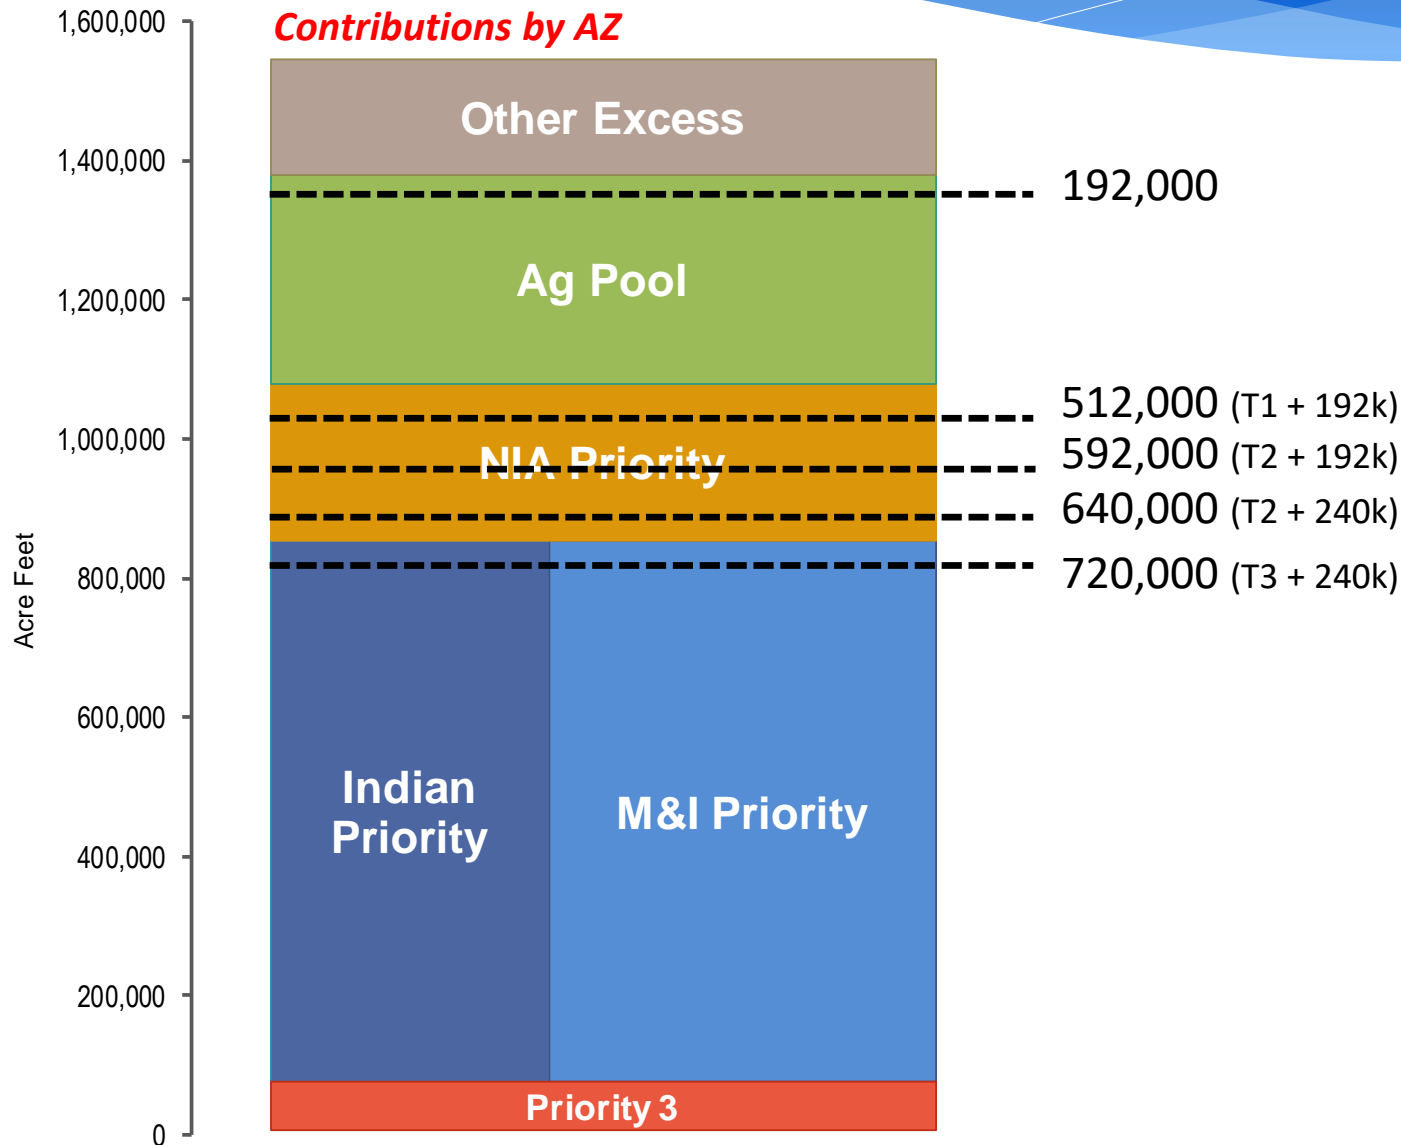 Contributions by AZ
1,600,000
1,400,000
1,200,000
1,000,000
800,000
600,000
400,000
200,000
0
Acre Feet
Other Excess
Ag Pool
NIA Priority
Indian
Priority
M&I Priority
Priority 3
192,000
512,000 (T1 + 192k)
592,000 (T2 + 192k)
640,000 (T2 + 240k)
720,000 (T3 + 240k)